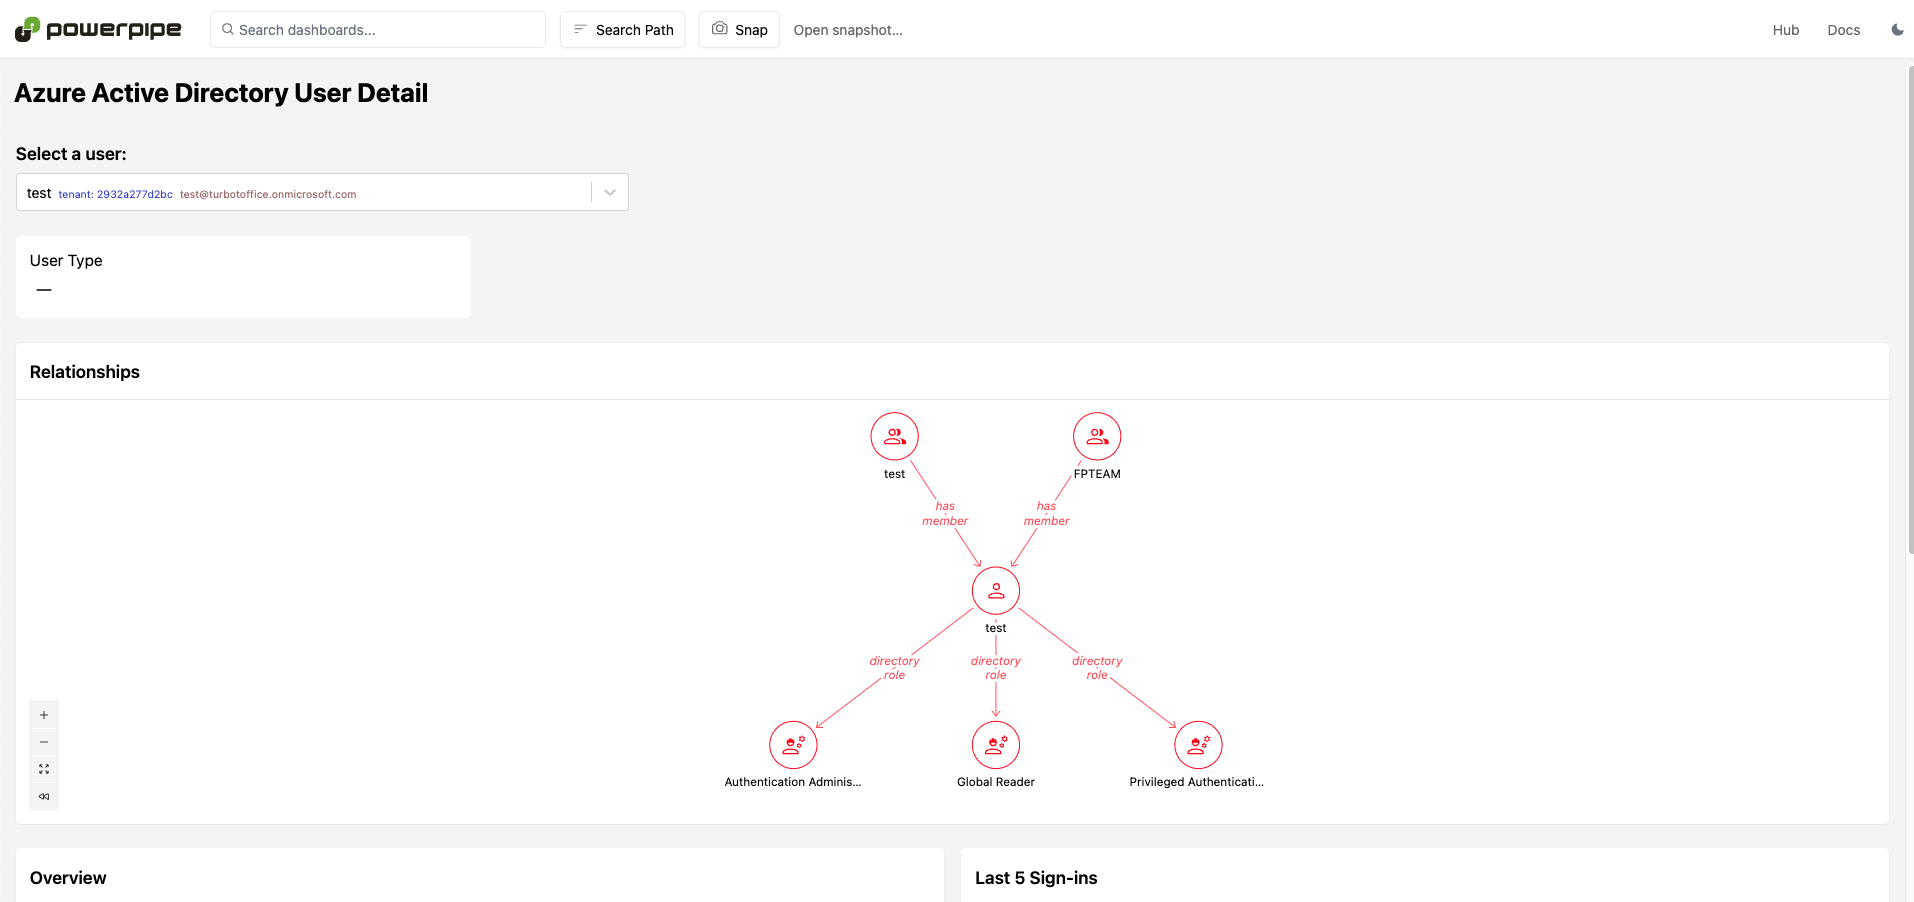 powerpipe
Search dashboards...
Search Path
Snap
Open snapshot...
Hub
Docs
Azure Active Directory User Detail
Select a user:
test tenant: 2932a277d2bc test@turbotoffice.onmicrosoft.com
User Type
—
Relationships
test
FPTEAM
has
member
has
member
test
directory
role
directory
role
directory
role
Authentication Adminis...
Global Reader
Privileged Authenticati...
Overview
Last 5 Sign-ins